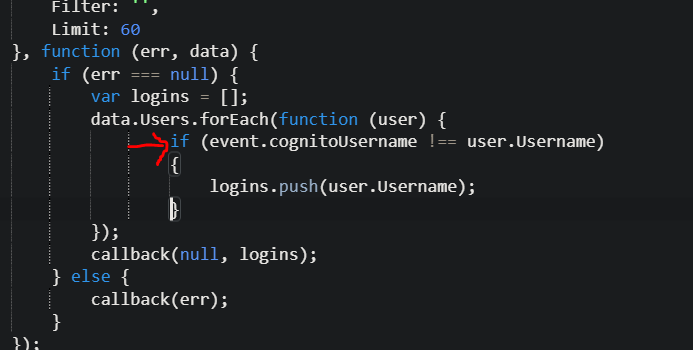 Filter: "",
Limit: 60
}, function (err, data) {
if (err === null) {
var logins = [];
data.Users.forEach(function (user) {
if (event.cognitoUsername !== user.Username)
{
logins.push(user.Username);
}
});
callback(null, logins);
} else {
callback(err);
}
});